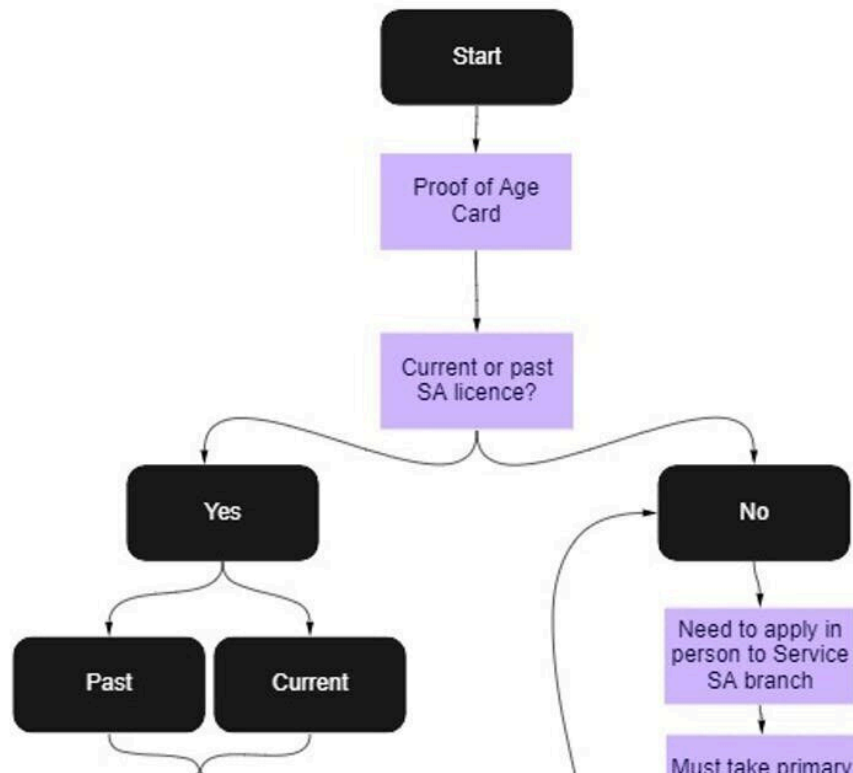 Start
Proof of Age
Card
Current or past
SA licence?
Yes
No
Past
Current
Need to apply in
person to Service
SA branch
Must take primary